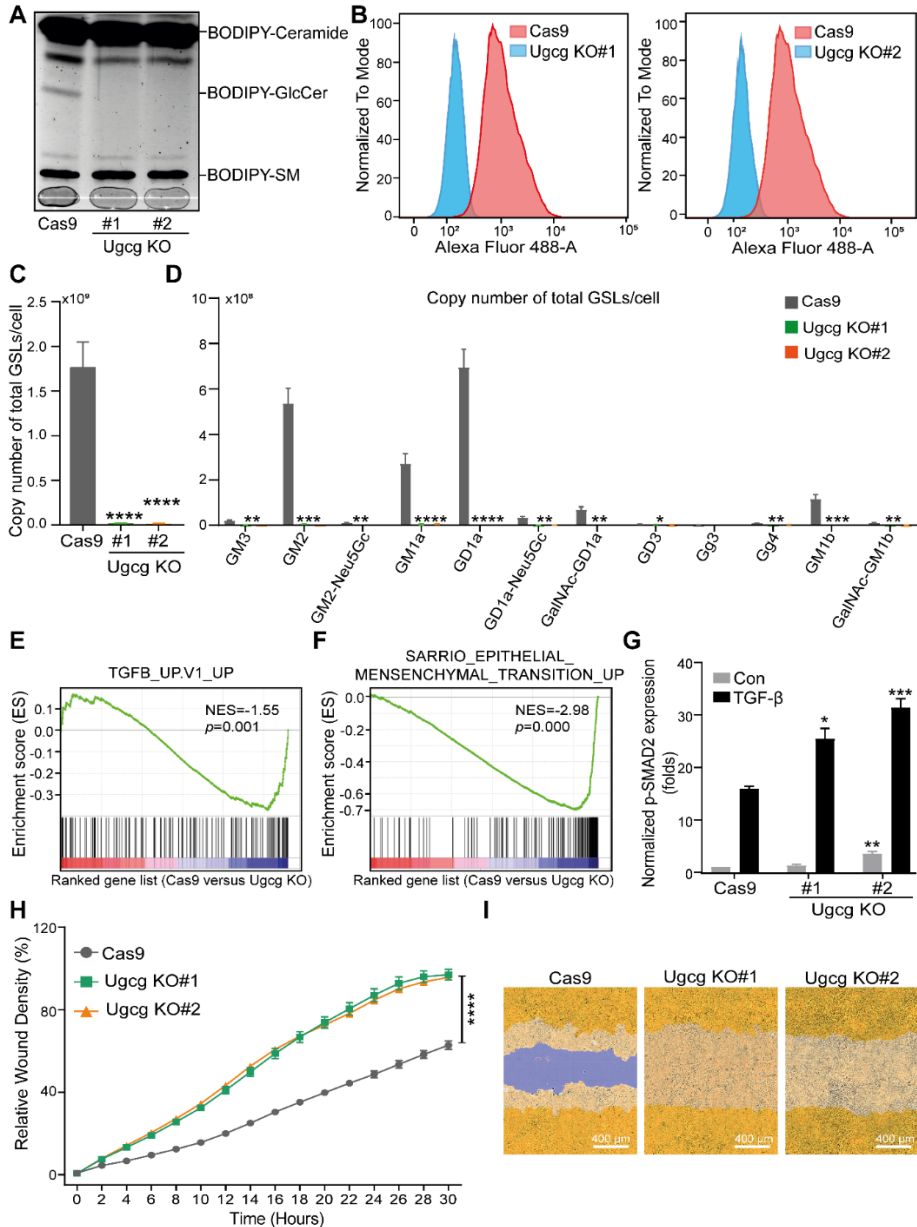 A
BODIPY-Ceramide
BODIPY-GlcCer
BODIPY-SM
Cas9 #1 #2
Ugcg KO
B
Normalized To Mode
100
80
60
40
20
0
Cas9
Ugcg KO#1
0 10² 10³ 10⁴ 10⁵
Alexa Fluor 488-A
Normalized To Mode
100
80
60
40
20
0
Cas9
Ugcg KO#2
0 10² 10³ 10⁴ 10⁵
Alexa Fluor 488-A
C
Copy number of total GSLs/cell
x10⁹
2.5
2.0
1.5
1.0
0.5
0.0
**** ****
Cas9 #1 #2
Ugcg KO
D
Copy number of total GSLs/cell
x10⁸
10
8
6
4
2
0
Cas9
Ugcg KO#1
Ugcg KO#2
** *** ** **** **** ** ** * ** *** **
GM3
GM2
GM2-Neu5Gc
GM1a
GD1a
GD1a-Neu5Gc
GalNAc-GD1a
GD3
Gg3
Gg4
GM1b
GalNAc-GM1b
E
TGFB_UP.V1_UP
Enrichment score (ES)
0.1
0.0
-0.1
-0.2
-0.3
NES=-1.55
p=0.001
Ranked gene list (Cas9 versus Ugcg KO)
F
SARRIO_EPITHELIAL_
MENSENCHYMAL_TRANSITION_UP
Enrichment score (ES)
0.0
-0.1
-0.3
-0.5
-0.7
NES=-2.98
p=0.000
Ranked gene list (Cas9 versus Ugcg KO)
G
Normalized p-SMAD2 expression
(folds)
45
30
15
0
Con
TGF-β
*
**
***
Cas9 #1 #2
Ugcg KO
H
Relative Wound Density (%)
120
80
40
0
Cas9
Ugcg KO#1
Ugcg KO#2
****
0 2 4 6 8 10 12 14 16 18 20 22 24 26 28 30
Time (Hours)
I
Cas9 Ugcg KO#1 Ugcg KO#2
400 μm 400 μm 400 μm